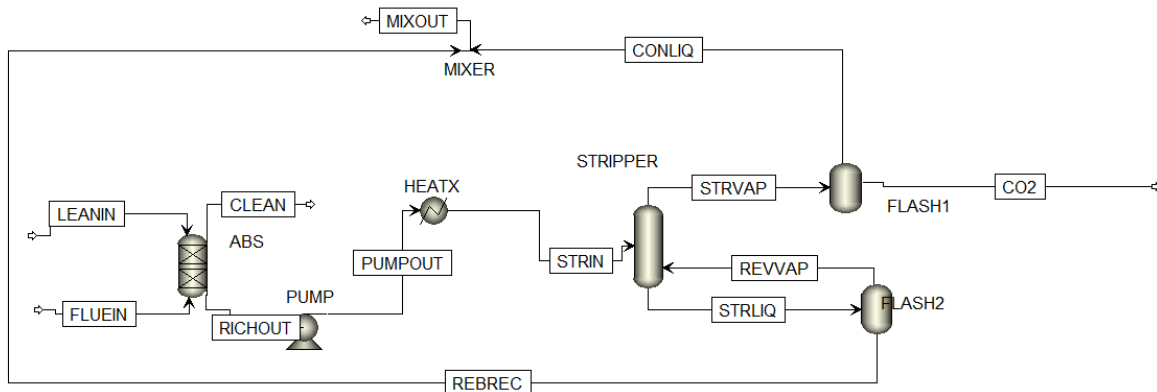 MIXOUT
CONLIQ
MIXER
STRIPPER
HEATX
STRVAP
CO2
FLASH1
LEANIN
CLEAN
ABS
PUMPOUT
STRIN
REVVAP
FLUEIN
PUMP
RICHOUT
STRLIQ
FLASH2
REBREC